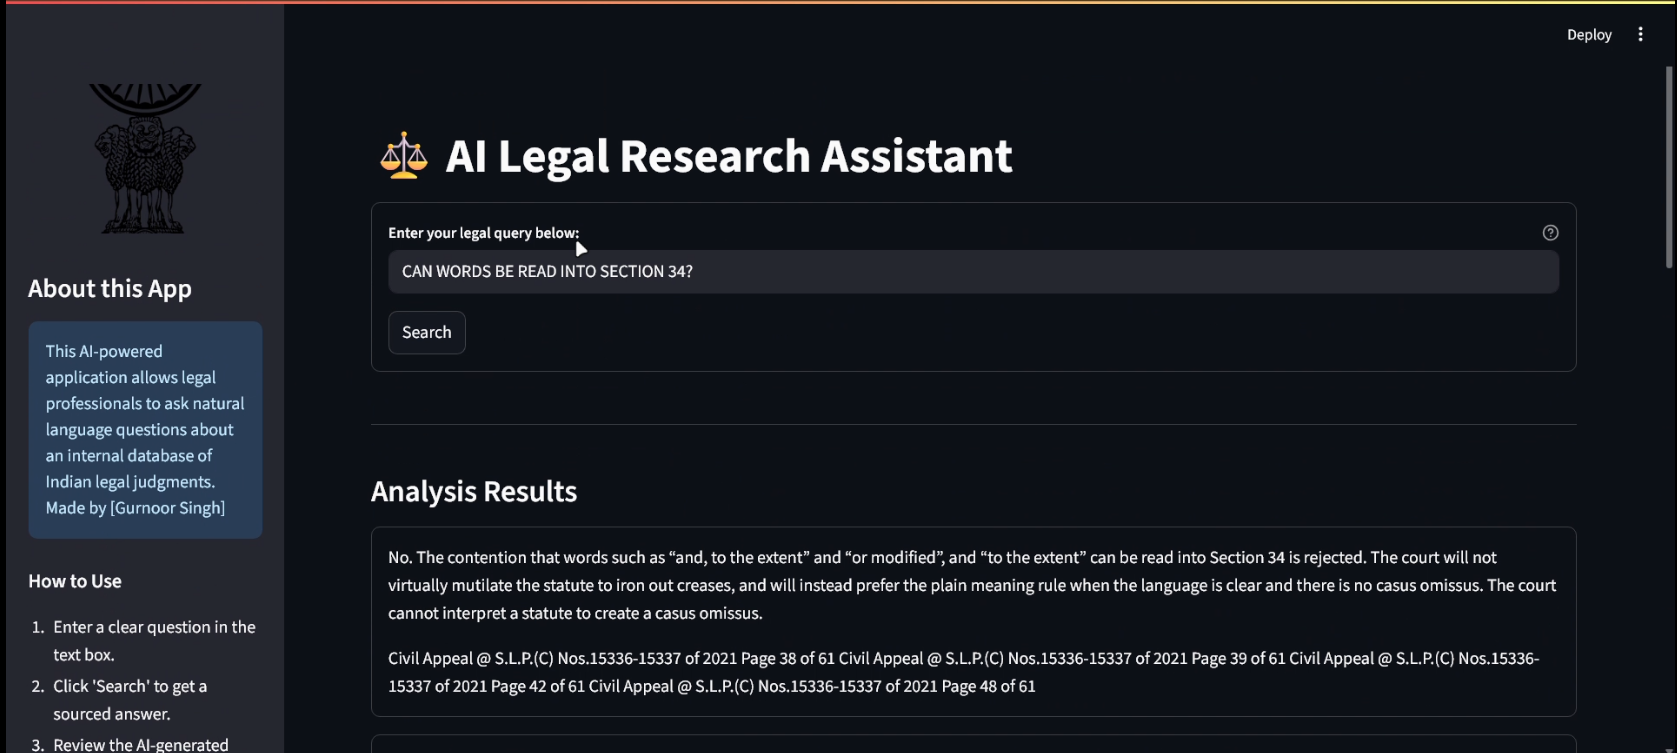 Deploy
AI Legal Research Assistant
Enter your legal query below:
CAN WORDS BE READ INTO SECTION 34?
Search
About this App
This AI-powered
application allows legal
professionals to ask natural
language questions about
an internal database of
Indian legal judgments.
Made by [Gurnoor Singh]
How to Use
1. Enter a clear question in the
text box.
2. Click 'Search' to get a
sourced answer.
3. Review the AI-generated
Analysis Results
No. The contention that words such as “and, to the extent” and “or modified”, and “to the extent” can be read into Section 34 is rejected. The court will not
virtually mutilate the statute to iron out creases, and will instead prefer the plain meaning rule when the language is clear and there is no casus omissus. The court
cannot interpret a statute to create a casus omissus.
Civil Appeal @ S.L.P.(C) Nos.15336-15337 of 2021 Page 38 of 61 Civil Appeal @ S.L.P.(C) Nos.15336-15337 of 2021 Page 39 of 61 Civil Appeal @ S.L.P.(C) Nos.15336-
15337 of 2021 Page 42 of 61 Civil Appeal @ S.L.P.(C) Nos.15336-15337 of 2021 Page 48 of 61